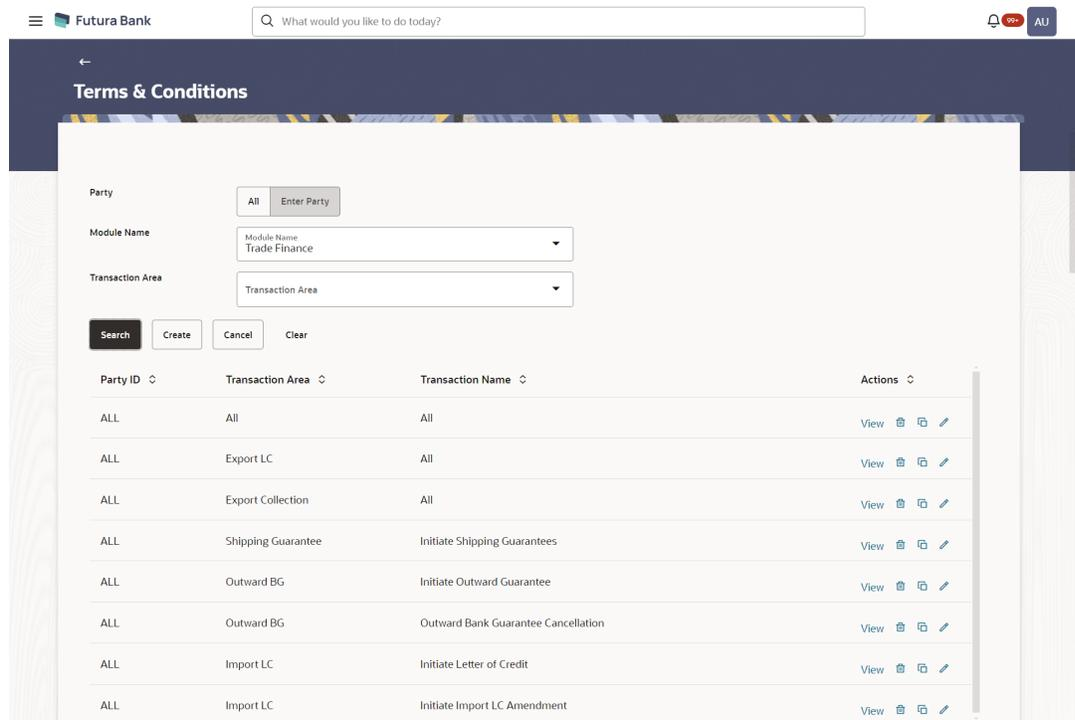 Futura Bank
What would you like to do today?
99+
AU
Terms & Conditions
Party
All
Enter Party
Module Name
Module Name
Trade Finance
Transaction Area
Transaction Area
Search Create Cancel Clear
Party ID Transaction Area Transaction Name Actions
ALL All All View
ALL Export LC All View
ALL Export Collection All View
ALL Shipping Guarantee Initiate Shipping Guarantees View
ALL Outward BG Initiate Outward Guarantee View
ALL Outward BG Outward Bank Guarantee Cancellation View
ALL Import LC Initiate Letter of Credit View
ALL Import LC Initiate Import LC Amendment View